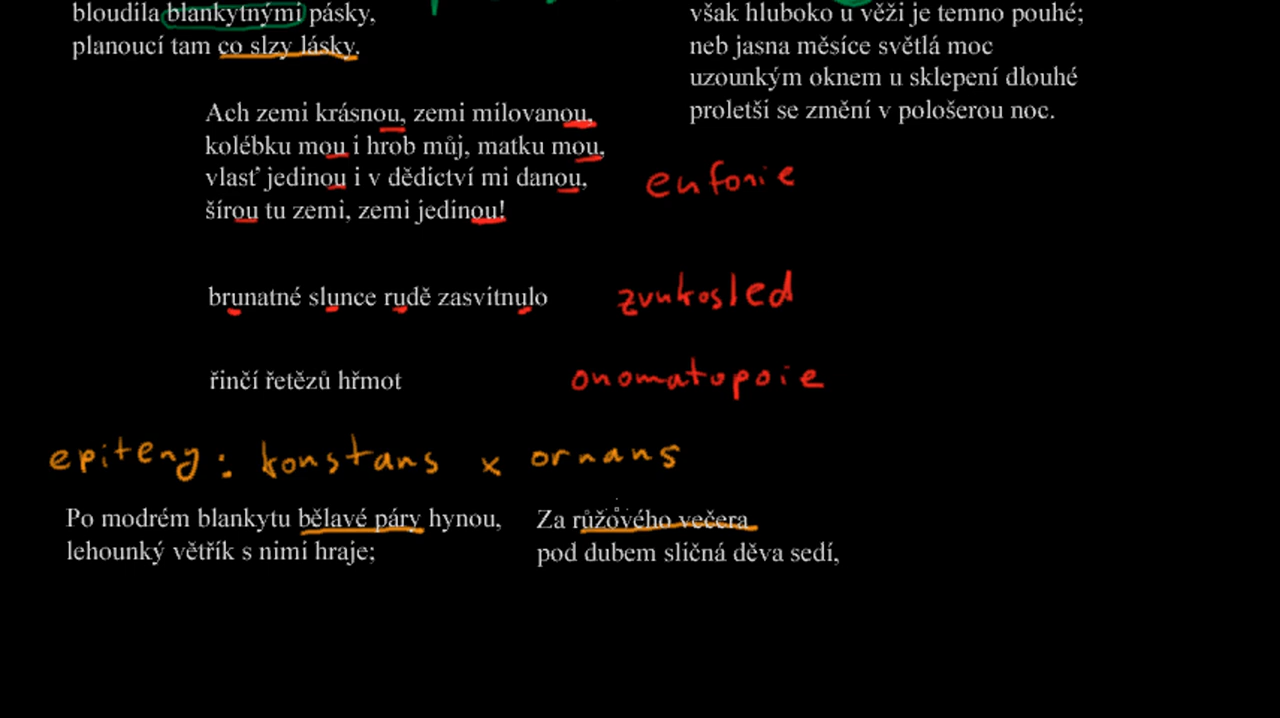 bloudila blankytnými pásky,
planoucí tam co slzy lásky.
však hluboko u věži je temno pouhé;
neb jasna měsíce světlá moc
uzounkým oknem u sklepení dlouhé
proletší se změní v pološerou noc.
Ach zemi krásnou, zemi milovanou,
kolébku mou i hrob můj, matku mou,
vlasť jedinou i v dědictví mi danou,
šírou tu zemi, zemi jedinou!
eufonie
brunatné slunce rudě zasvitnulo
zvukosled
řinčí řetězů hřmot
onomatopoie
epiteny: konstans x ornans
Po modrém blankytu bělavé páry hynou,
lehounký větřík s nimi hraje;
Za růžového večera
pod dubem sličná děva sedí,